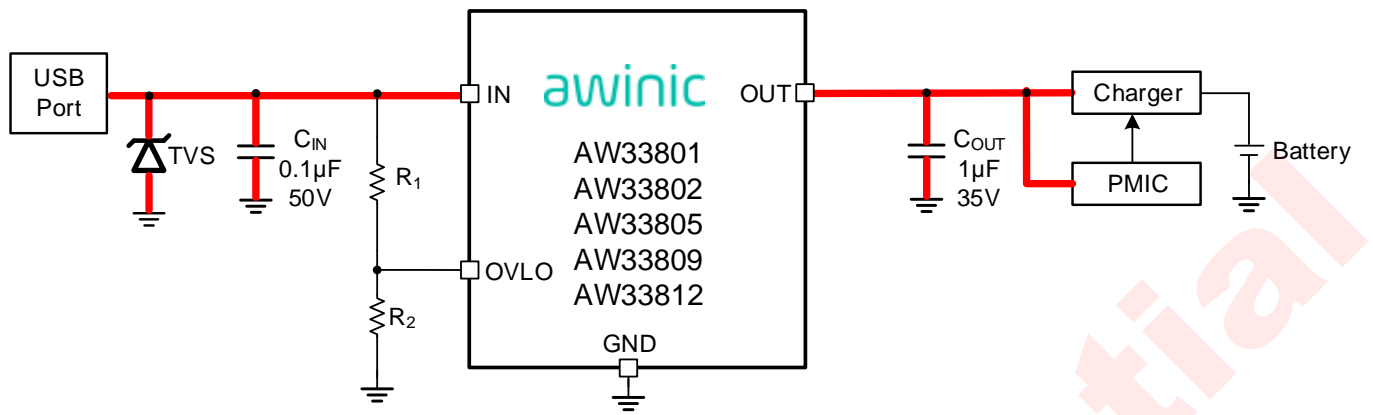 USB
Port
TVS
CIN
0.1µF
50V
R1
R2
IN
OVLO
awinic
AW33801
AW33802
AW33805
AW33809
AW33812
GND
OUT
COUT
1µF
35V
Charger
PMIC
Battery
tial